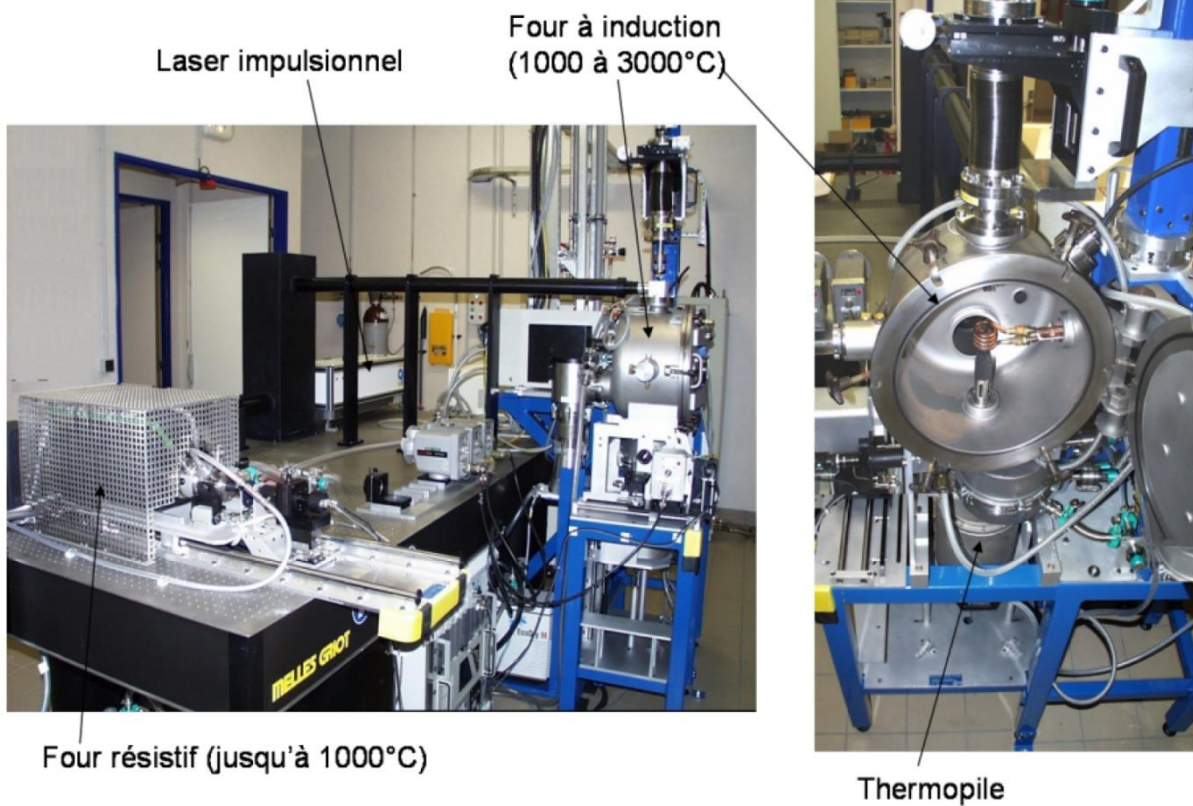 Four à induction
(1000 à 3000°C)
Laser impulsionnel
MELLES GRIOT
Four résistif (jusqu'à 1000°C)
Thermopile